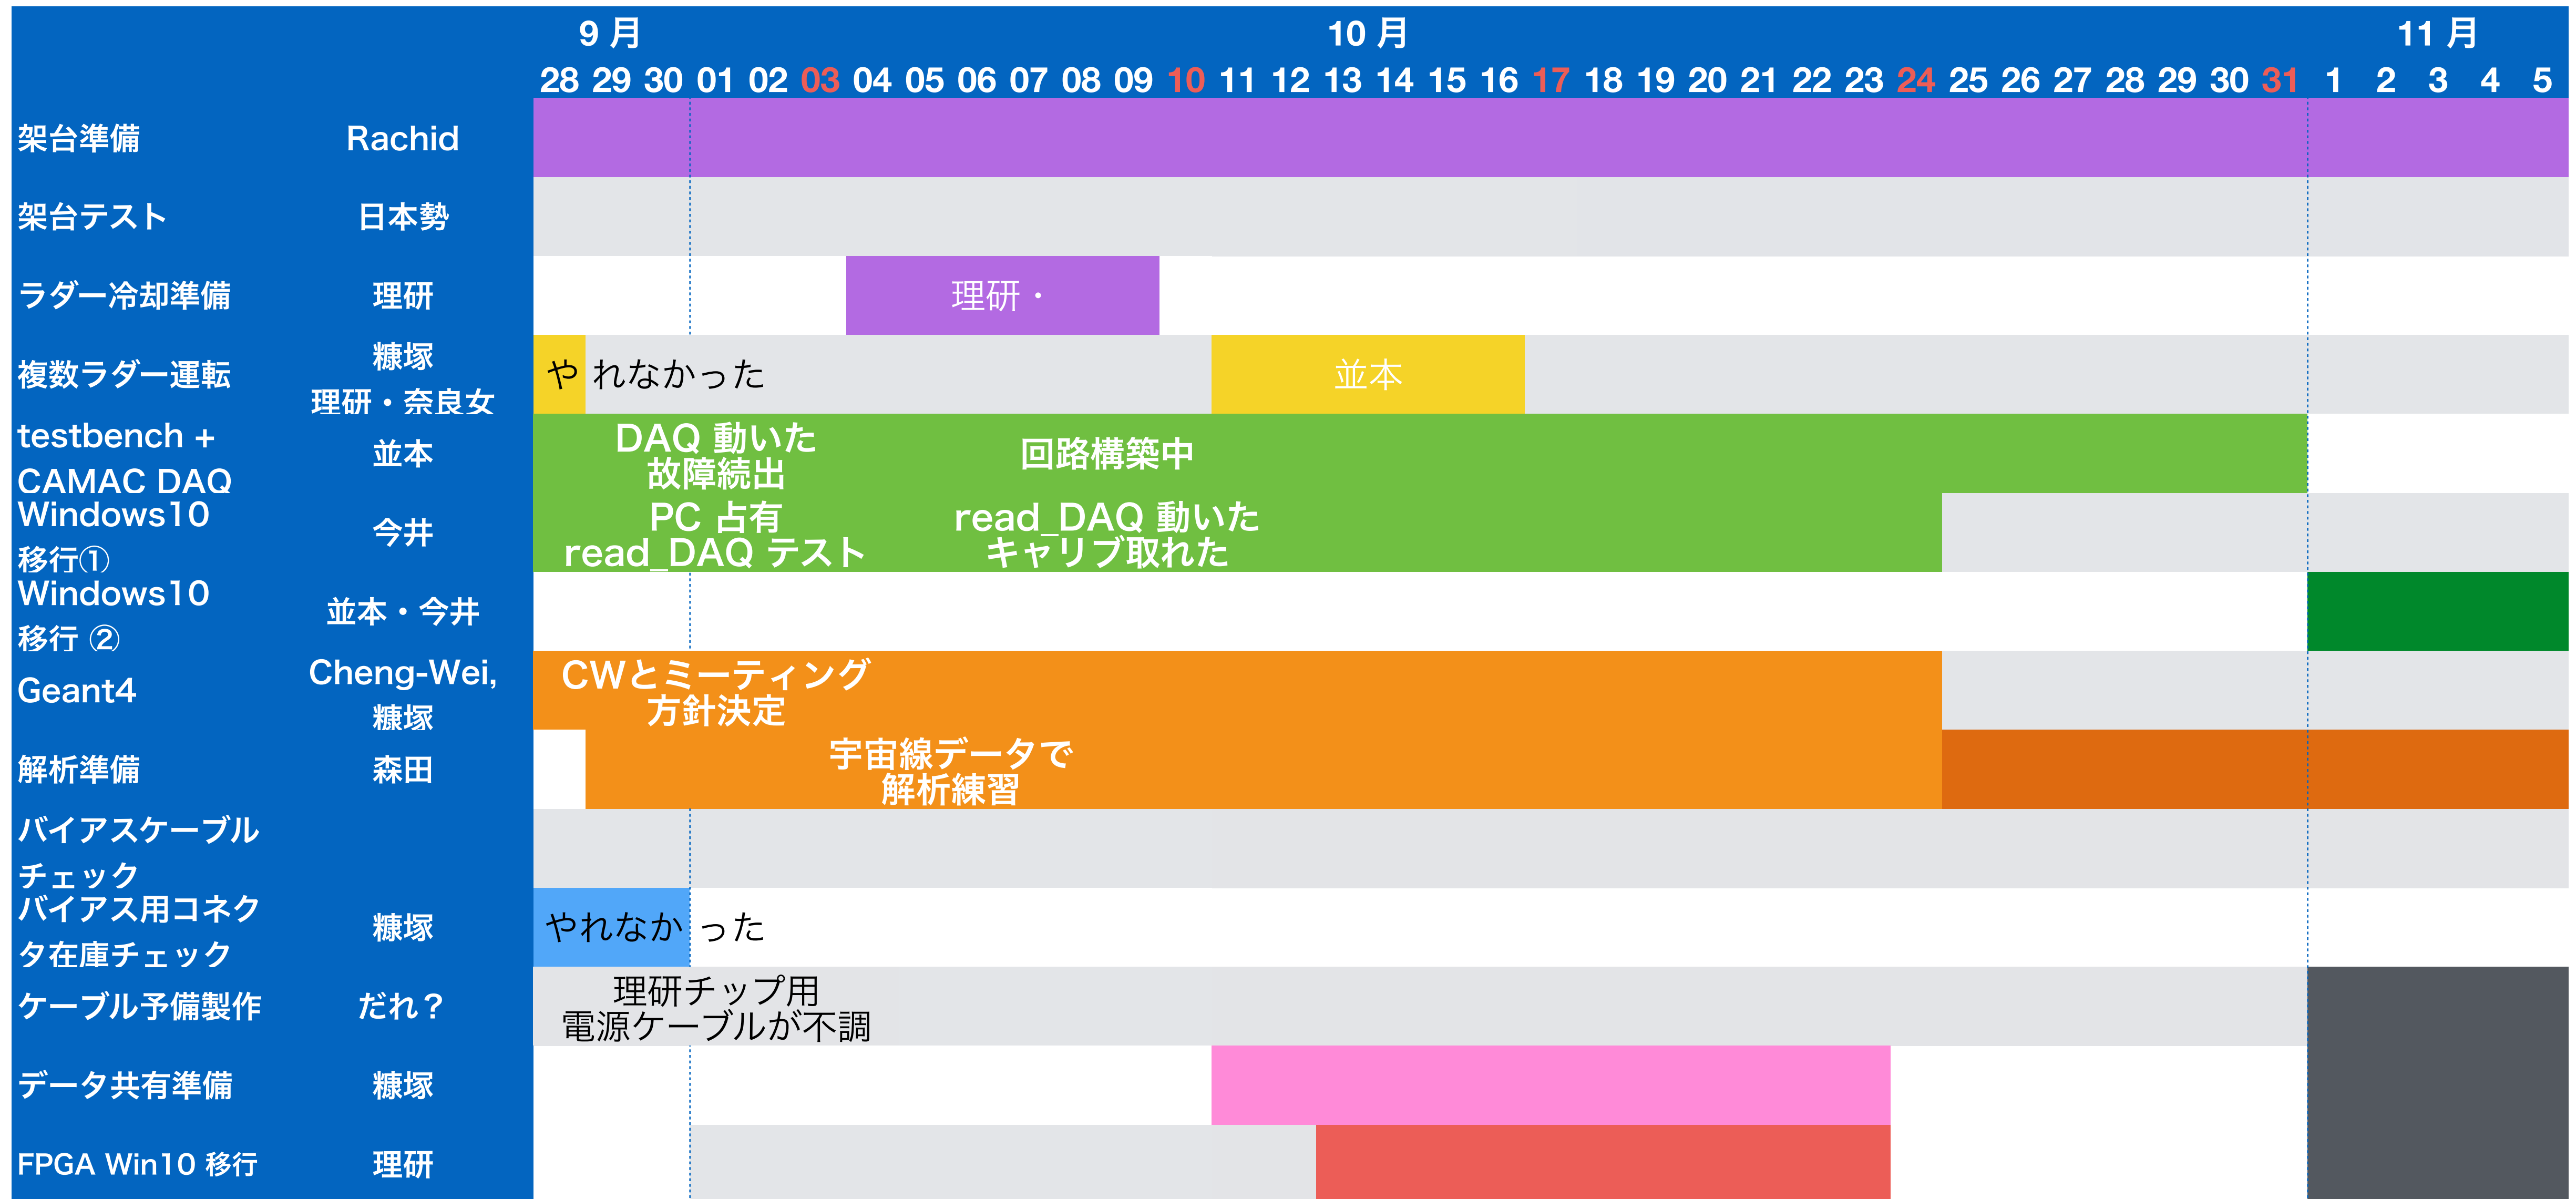 9 月 10 月 11 月
28 29 30 01 02 03 04 05 06 07 08 09 10 11 12 13 14 15 16 17 18 19 20 21 22 23 24 25 26 27 28 29 30 31 1 2 3 4 5
架台準備 Rachid
架台テスト 日本勢
ラダー冷却準備 理研 理研・
複数ラダー運転 糠塚
理研・奈良女
やれなかった 並本
testbench +
CAMAC DAQ
並本
DAQ 動いた
故障続出
回路構築中
Windows10
移行①
今井
PC 占有
read_DAQ テスト
read_DAQ 動いた
キャリブ取れた
Windows10
移行 ②
並本・今井
Geant4
Cheng-Wei,
糠塚
CWとミーティング
方針決定
解析準備 森田
宇宙線データで
解析練習
バイアスケーブル
チェック
バイアス用コネク
タ在庫チェック
糠塚
やれなかった
ケーブル予備製作 だれ？
理研チップ用
電源ケーブルが不調
データ共有準備 糠塚
FPGA Win10 移行 理研